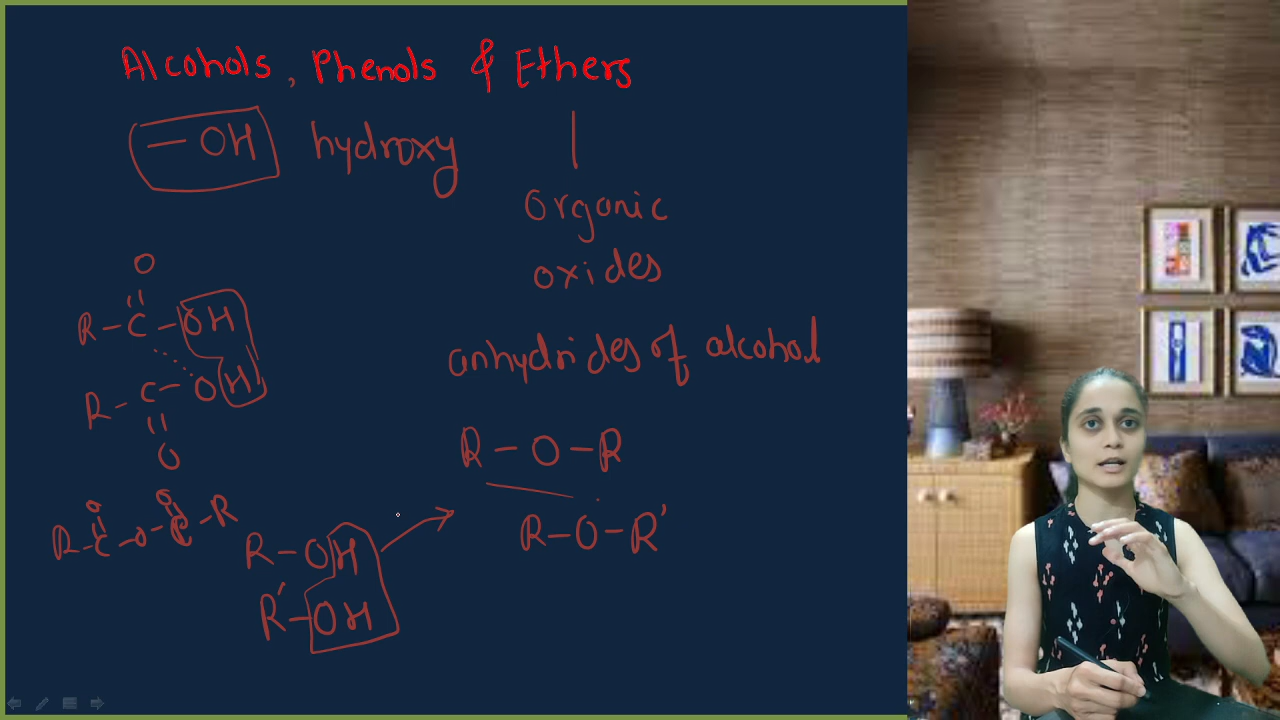 Alcohols, Phenols & Ethers
– OH hydroxy
Organic
oxides
anhydrides of alcohol
O
R – C – OH
R – C – OH
O
R – O – R
O O
R – C – O – C – R
R – O – R'
R – OH
R' – OH